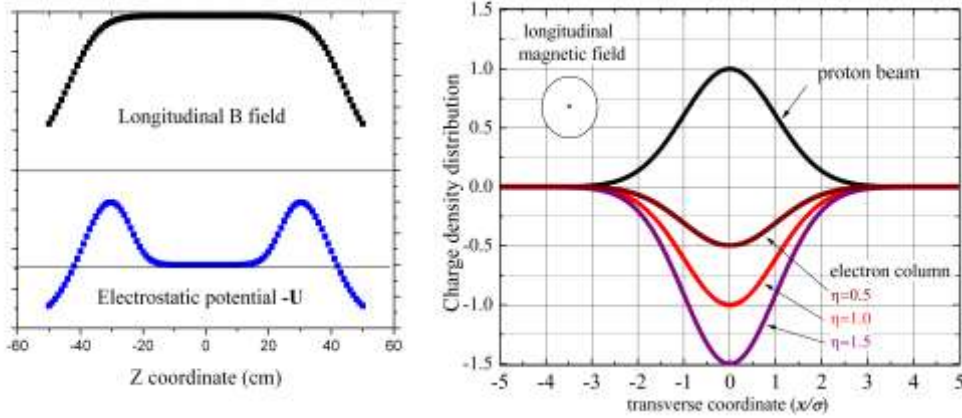 Longitudinal B field
Electrostatic potential -U
-60 -40 -20 0 20 40 60
Z coordinate (cm)
1.5
1.0
0.5
0.0
-0.5
-1.0
-1.5
Charge density distribution
longitudinal
magnetic field
proton beam
electron column
η=0.5
η=1.0
η=1.5
-5 -4 -3 -2 -1 0 1 2 3 4 5
transverse coordinate (x/σ)